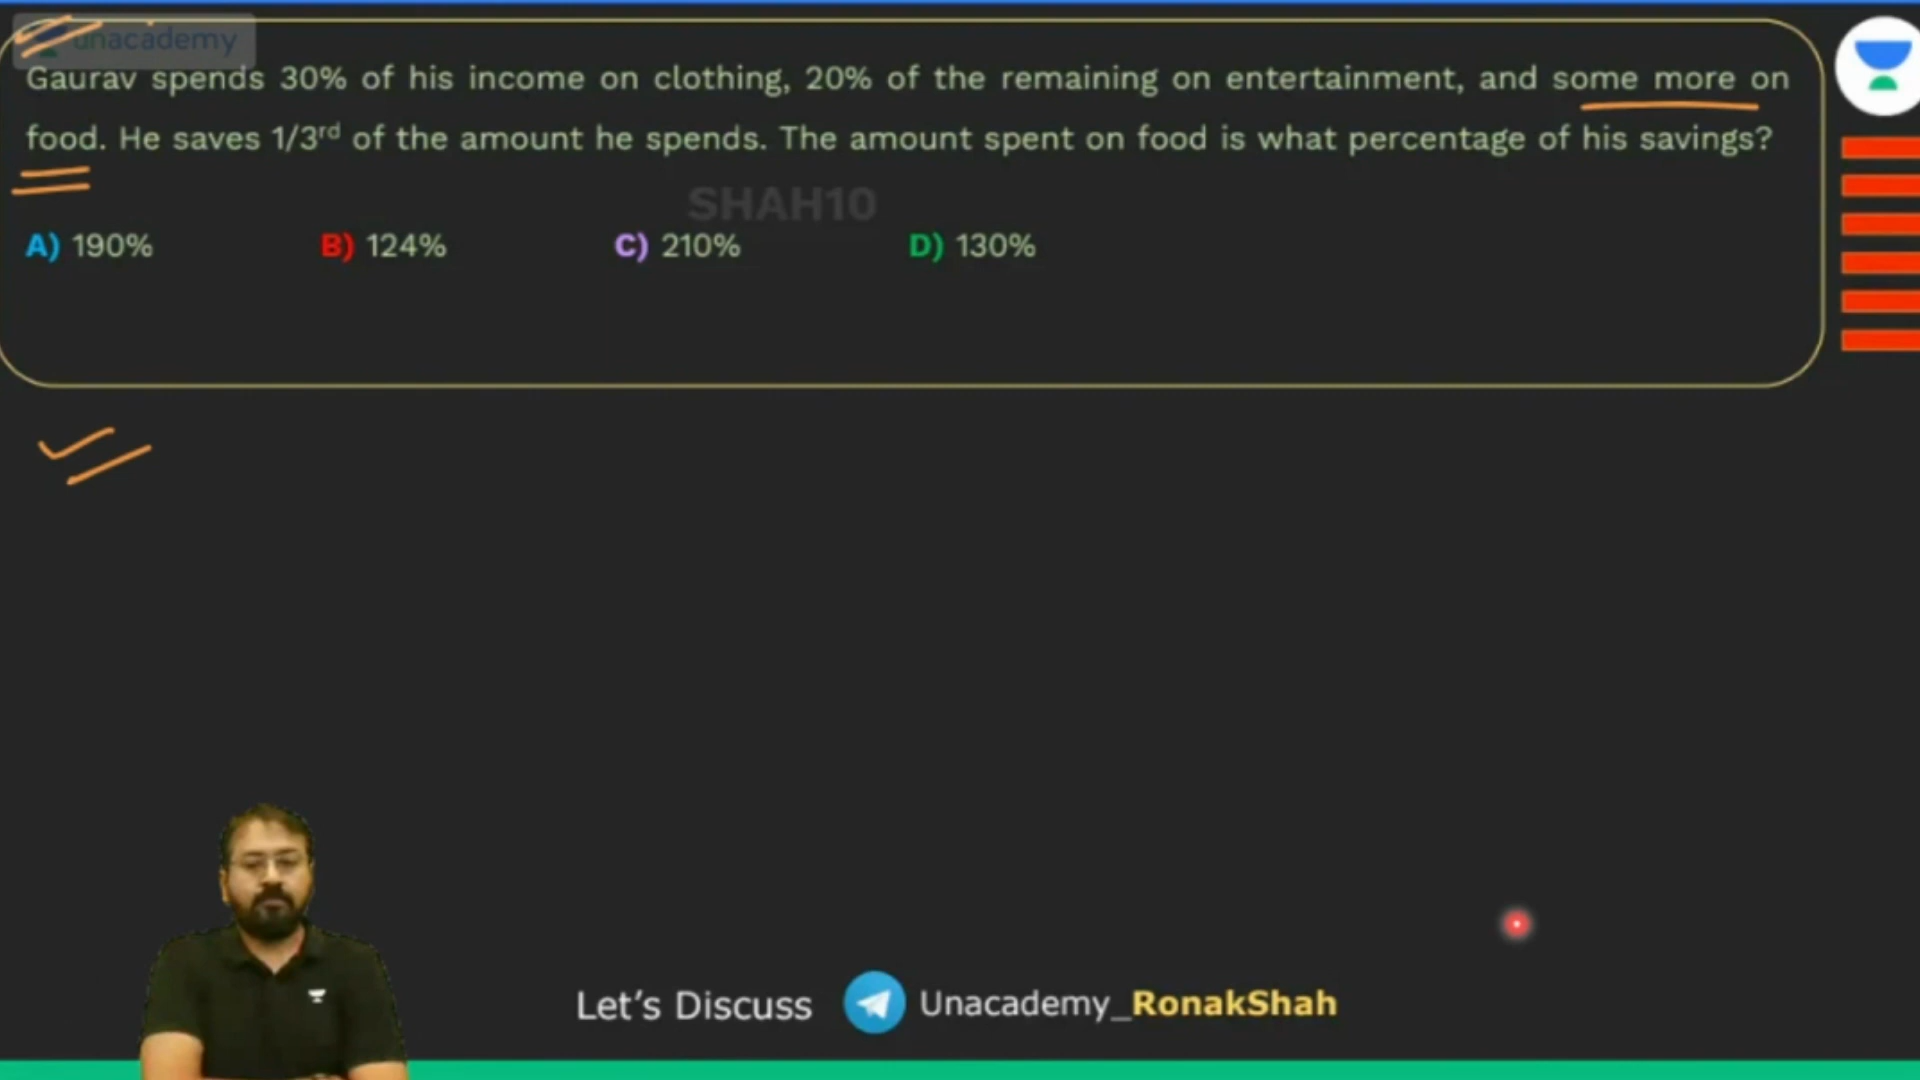 unacademy
Gaurav spends 30% of his income on clothing, 20% of the remaining on entertainment, and some more on
food. He saves 1/3ʳᵈ of the amount he spends. The amount spent on food is what percentage of his savings?
SHAH10
A) 190% B) 124% C) 210% D) 130%
Let's Discuss Unacademy_RonakShah